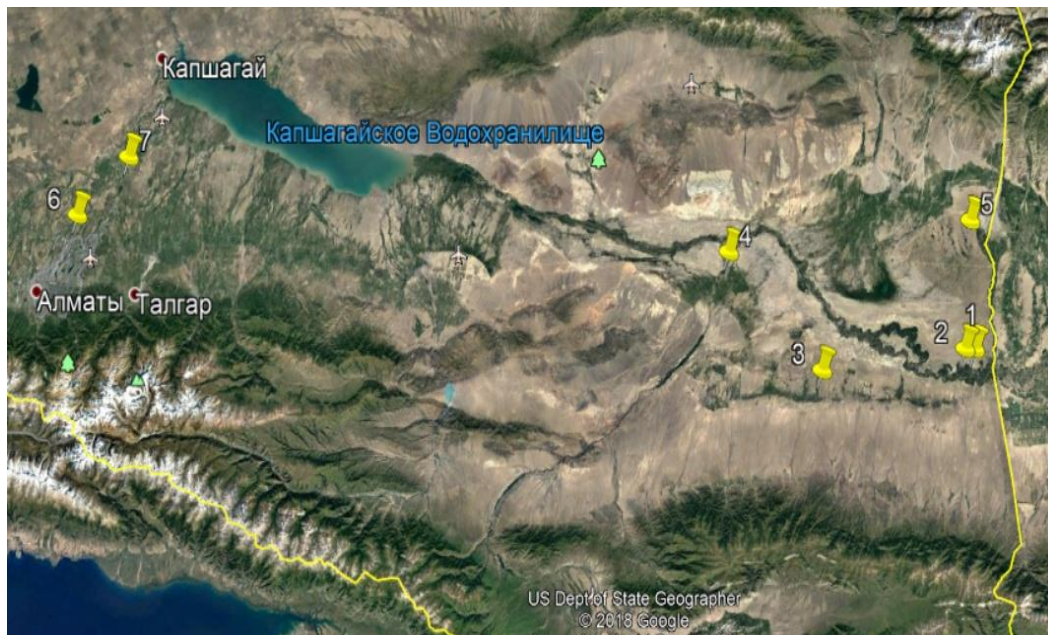 Капшагай
7
Капшагайское Водохранилище
6
5
4
Алматы
Талгар
2
1
3
US Dept of State Geographer
© 2018 Google